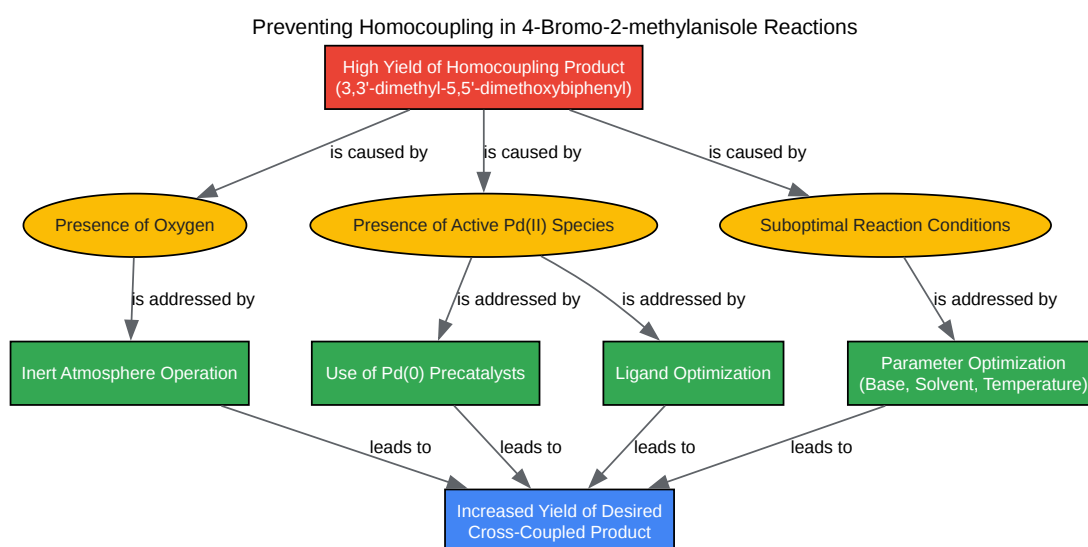 Preventing Homocoupling in 4-Bromo-2-methylanisole Reactions
High Yield of Homocoupling Product
(3,3'-dimethyl-5,5'-dimethoxybiphenyl)
is caused by
is caused by
is caused by
Presence of Oxygen
Presence of Active Pd(II) Species
Suboptimal Reaction Conditions
is addressed by
is addressed by
is addressed by
is addressed by
Inert Atmosphere Operation
Use of Pd(0) Precatalysts
Ligand Optimization
Parameter Optimization
(Base, Solvent, Temperature)
leads to
leads to
leads to
leads to
Increased Yield of Desired
Cross-Coupled Product